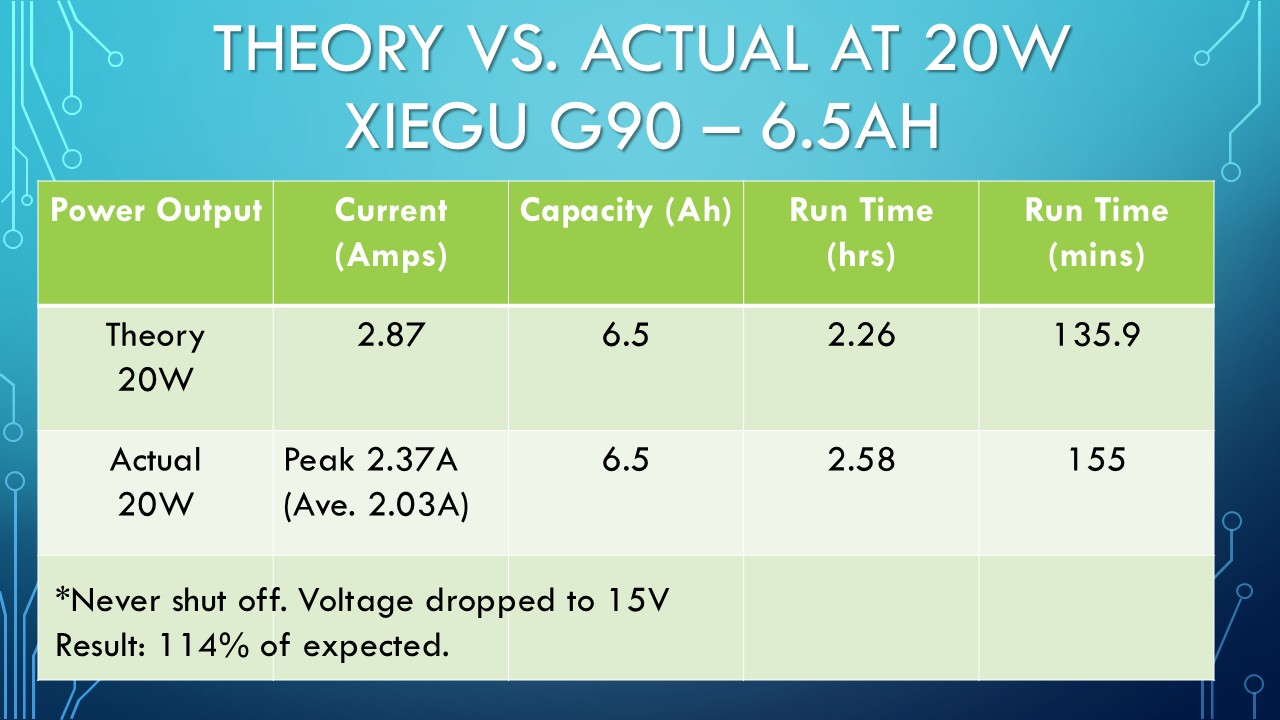 THEORY VS. ACTUAL AT 20W
XIEGU G90 – 6.5AH
Power Output
Current
(Amps)
Capacity (Ah)
Run Time
(hrs)
Run Time
(mins)
Theory
20W
2.87
6.5
2.26
135.9
Actual
20W
Peak 2.37A
(Ave. 2.03A)
6.5
2.58
155
*Never shut off. Voltage dropped to 15V
Result: 114% of expected.